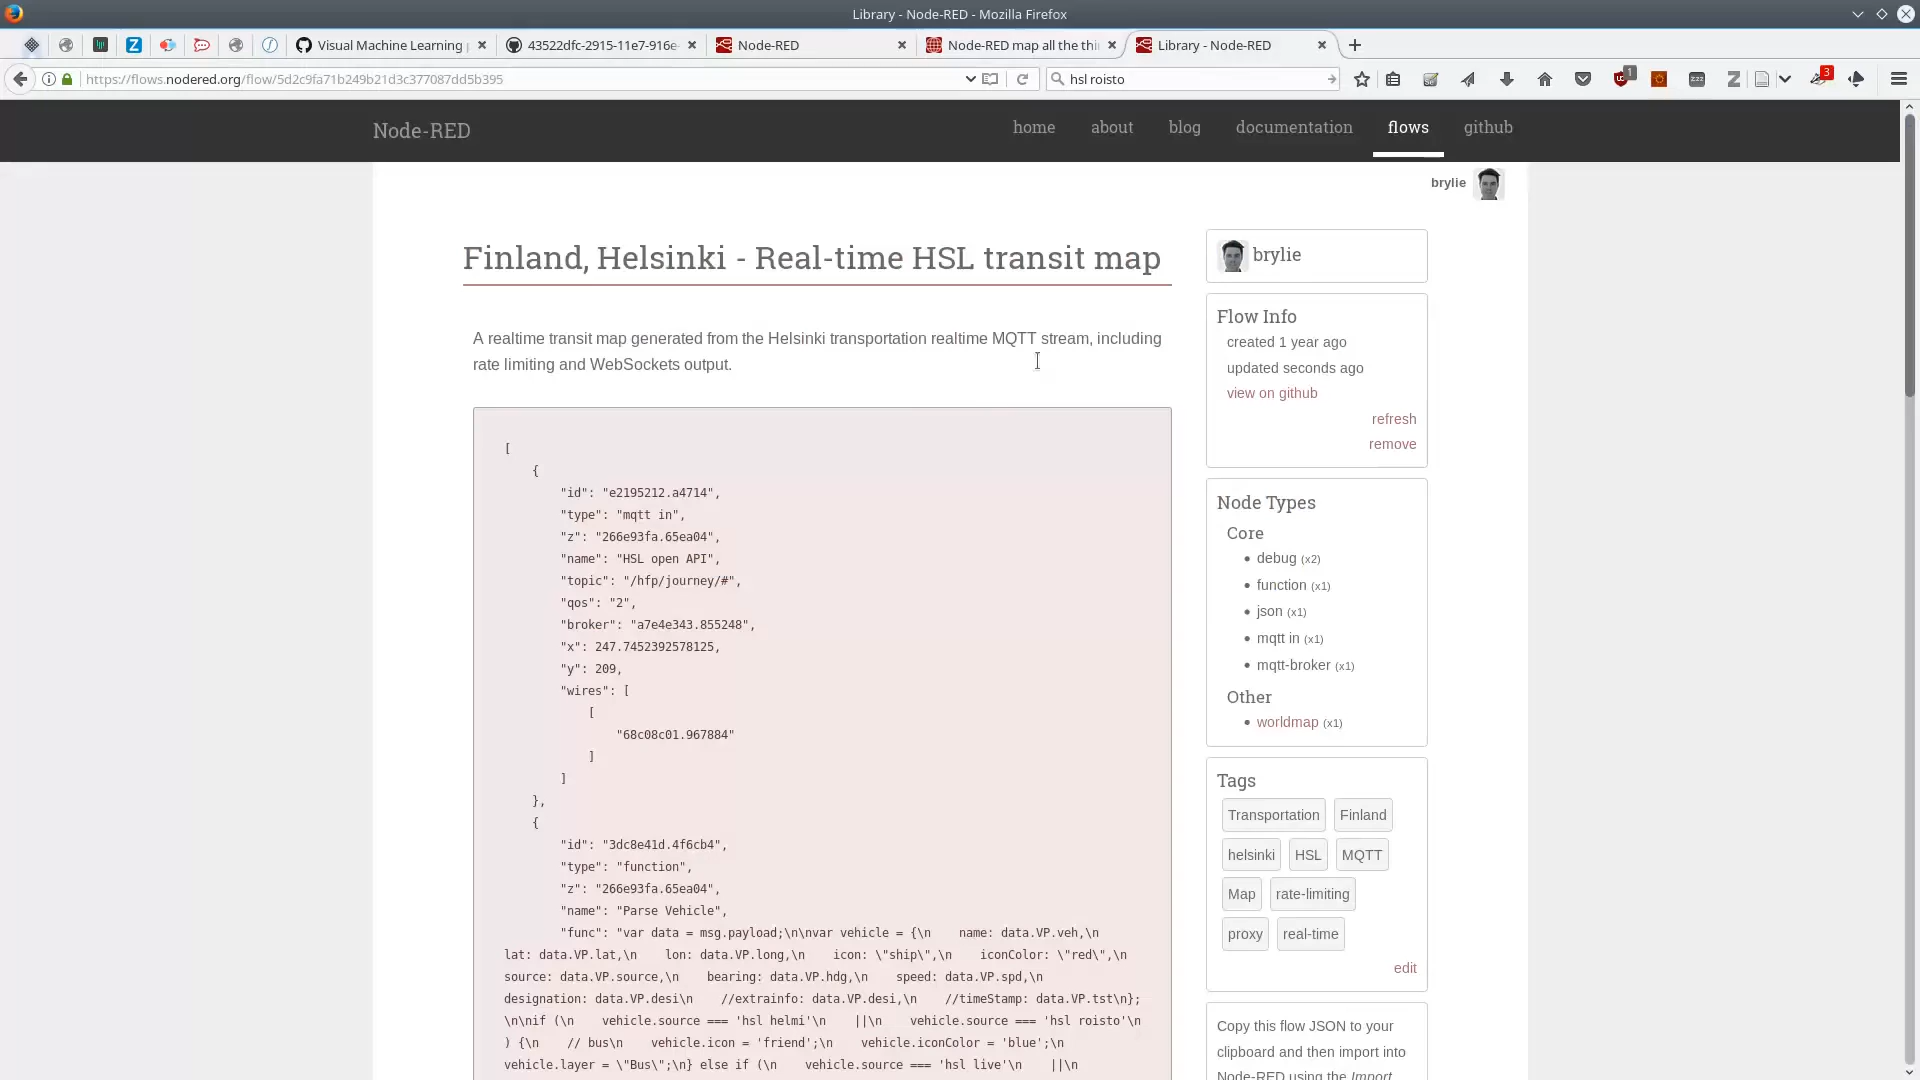 Library - Node-RED - Mozilla Firefox
Visual Machine Learning
43522dfc-2915-11e7-916e-
Node-RED
Node-RED map all the thi
Library - Node-RED
https://flows.nodered.org/flow/5d2c9fa71b249b21d3c377087dd5b395
hsl roisto
1
3
Node-RED
home
about
blog
documentation
flows
github
brylie
Finland, Helsinki - Real-time HSL transit map
A realtime transit map generated from the Helsinki transportation realtime MQTT stream, including
rate limiting and WebSockets output.
[
{
"id": "e2195212.a4714",
"type": "mqtt in",
"z": "266e93fa.65ea04",
"name": "HSL open API",
"topic": "/hfp/journey/#",
"qos": "2",
"broker": "a7e4e343.855248",
"x": 247.7452392578125,
"y": 209,
"wires": [
[
"68c08c01.967884"
]
]
},
{
"id": "3dc8e41d.4f6cb4",
"type": "function",
"z": "266e93fa.65ea04",
"name": "Parse Vehicle",
"func": "var data = msg.payload;\n\nvar vehicle = {\n    name: data.VP.veh,\n
lat: data.VP.lat,\n    lon: data.VP.long,\n    icon: \"ship\",\n    iconColor: \"red\",\n
source: data.VP.source,\n    bearing: data.VP.hdg,\n    speed: data.VP.spd,\n
designation: data.VP.desi\n    //extrainfo: data.VP.desi,\n    //timeStamp: data.VP.tst\n};
\n\nif (\n    vehicle.source === 'hsl helmi'\n    ||\n    vehicle.source === 'hsl roisto'\n
) {\n    // bus\n    vehicle.icon = 'friend';\n    vehicle.iconColor = 'blue';\n
vehicle.layer = \"Bus\";\n} else if (\n    vehicle.source === 'hsl live'\n    ||\n
brylie
Flow Info
created 1 year ago
updated seconds ago
view on github
refresh
remove
Node Types
Core
debug (x2)
function (x1)
json (x1)
mqtt in (x1)
mqtt-broker (x1)
Other
worldmap (x1)
Tags
Transportation
Finland
helsinki
HSL
MQTT
Map
rate-limiting
proxy
real-time
edit
Copy this flow JSON to your
clipboard and then import into
Node-RED using the Import